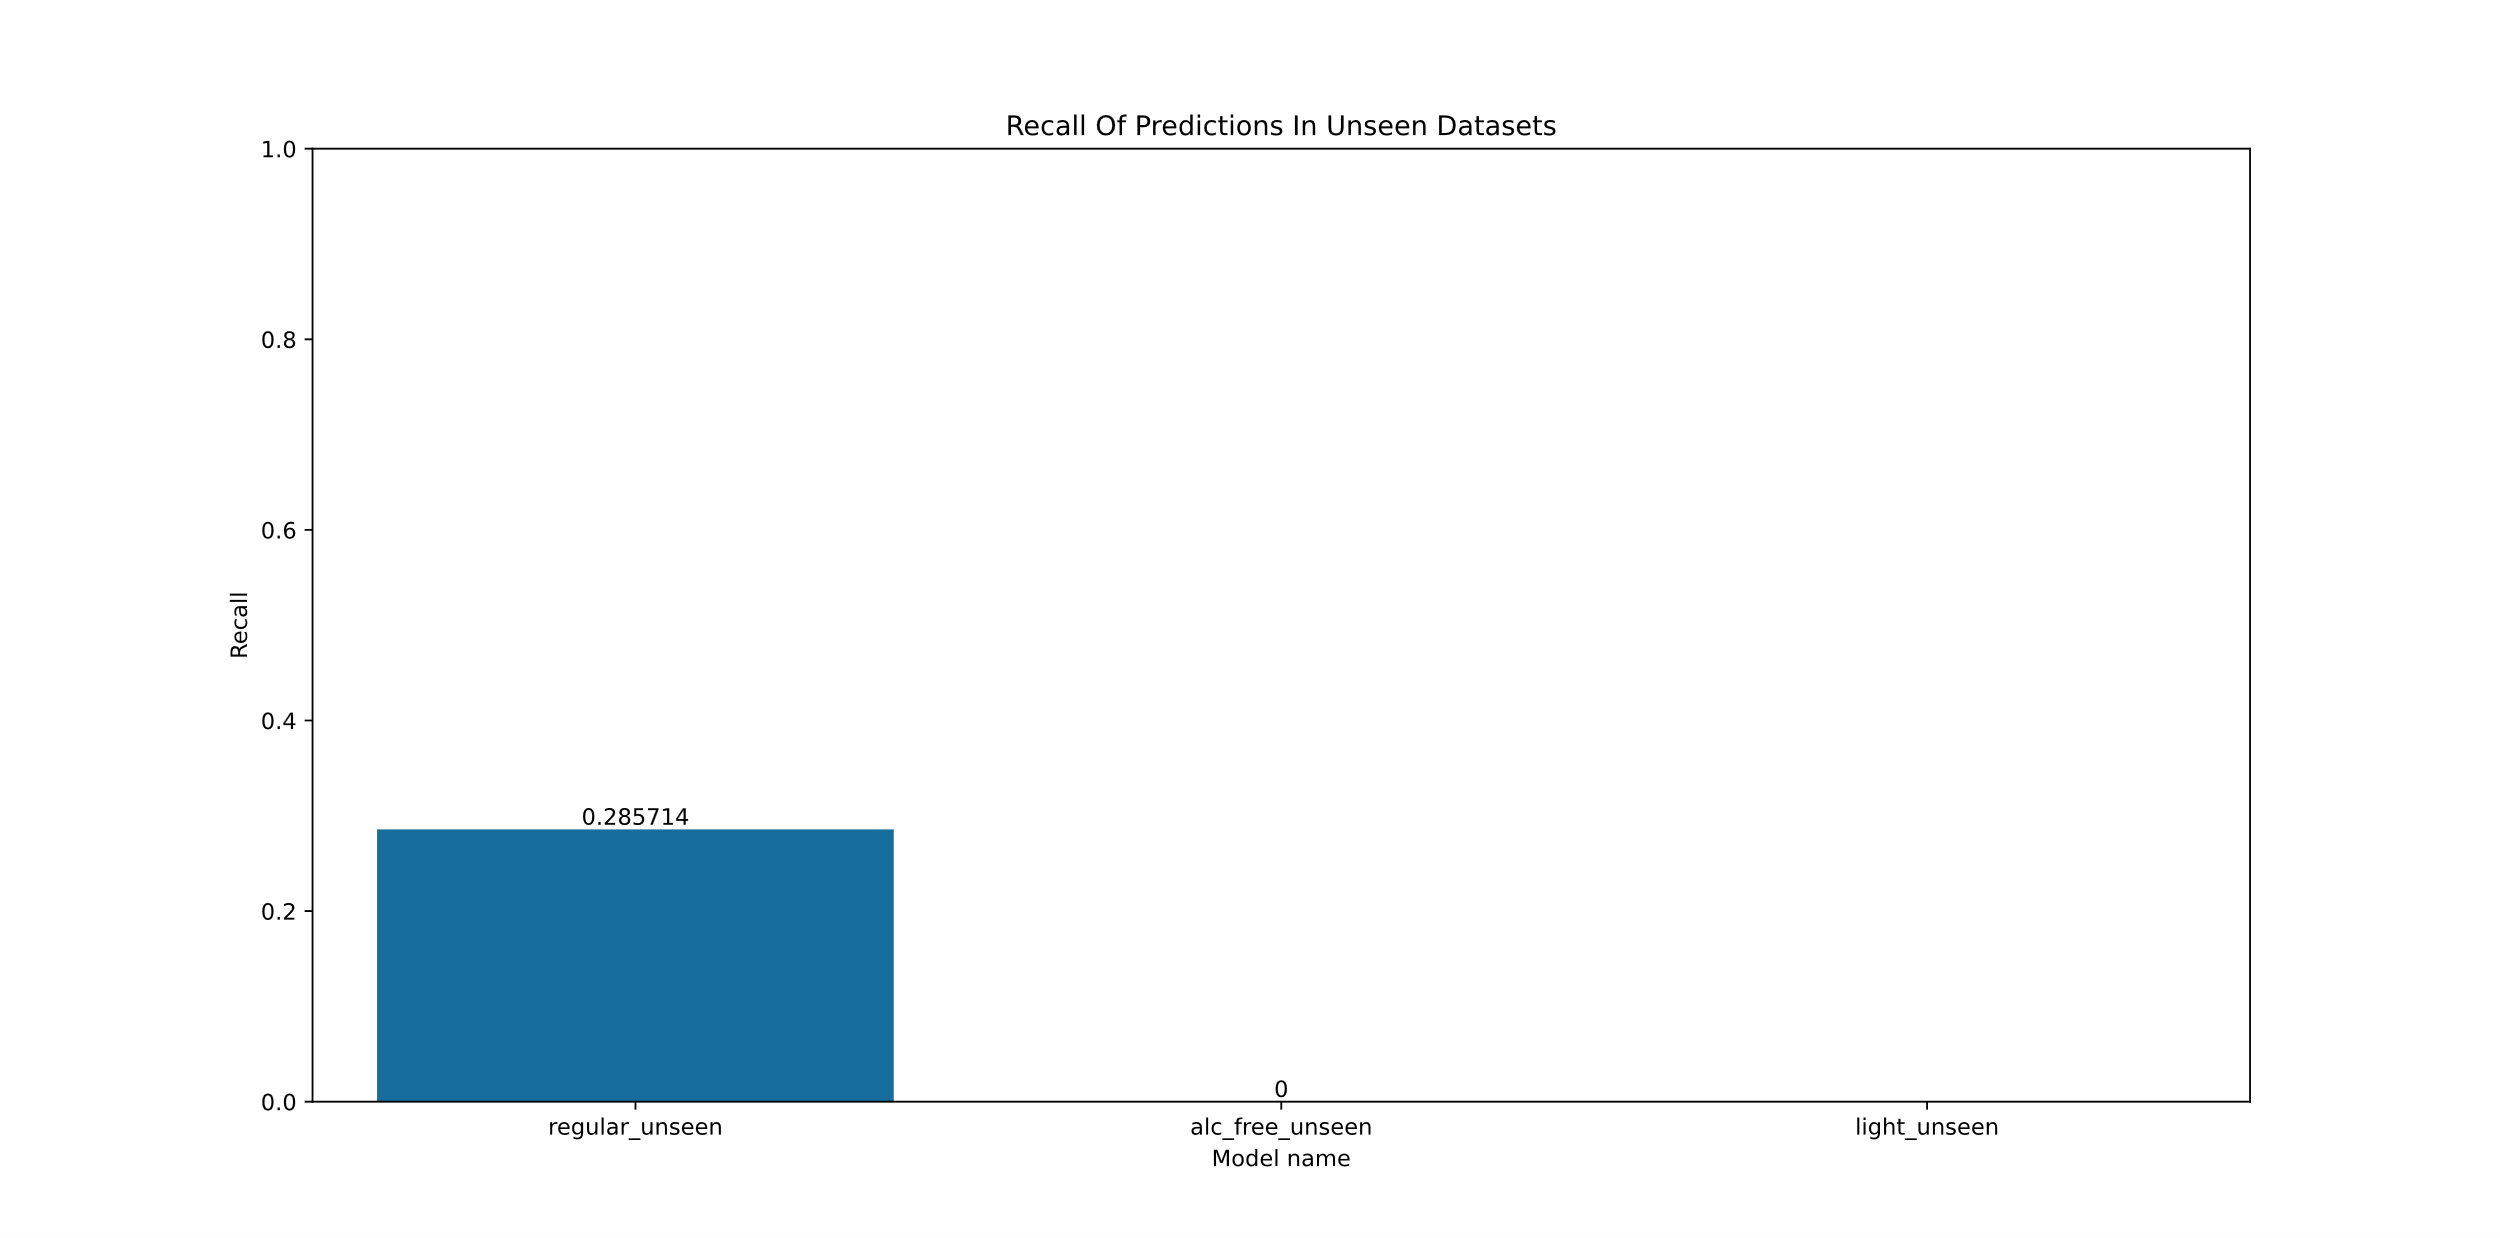 Recall Of Predictions In Unseen Datasets
1.0
0.8
0.6
0.4
0.2
0.0
Recall
0.285714
0
regular_unseen
alc_free_unseen
light_unseen
Model name